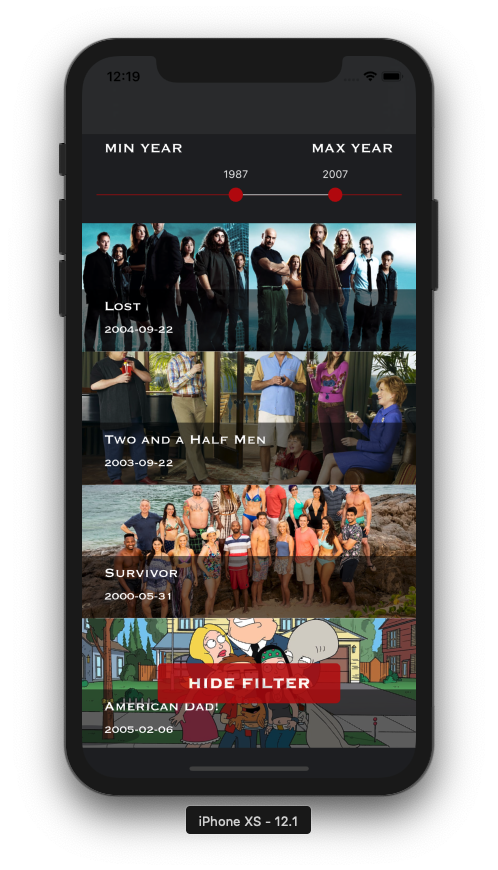 12:19
MIN YEAR MAX YEAR
1987 2007
Lost
2004-09-22
Two and a Half Men
2003-09-22
Survivor
2000-05-31
HIDE FILTER
American Dad!
2005-02-06
iPhone XS - 12.1